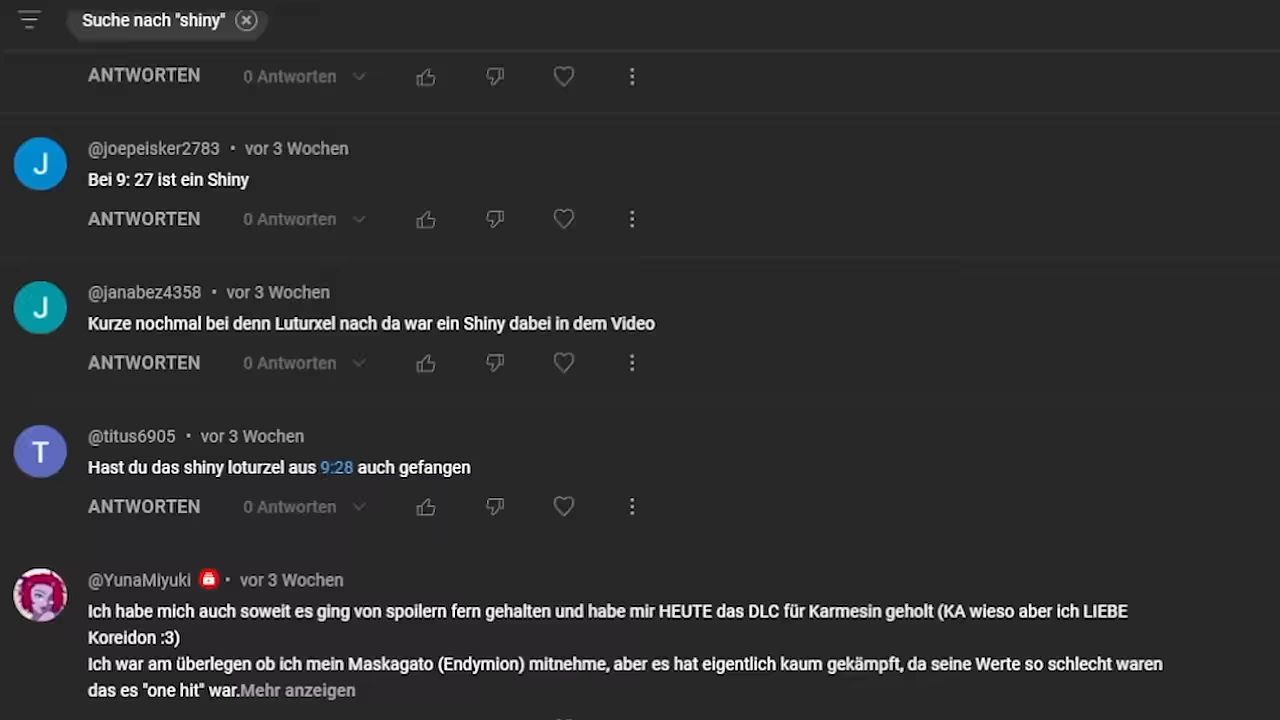 Suche nach "shiny"
ANTWORTEN 0 Antworten
J
@joepeisker2783 • vor 3 Wochen
Bei 9: 27 ist ein Shiny
ANTWORTEN 0 Antworten
J
@janabez4358 • vor 3 Wochen
Kurze nochmal bei denn Luturxel nach da war ein Shiny dabei in dem Video
ANTWORTEN 0 Antworten
T
@titus6905 • vor 3 Wochen
Hast du das shiny loturzel aus 9:28 auch gefangen
ANTWORTEN 0 Antworten
@YunaMiyuki • vor 3 Wochen
Ich habe mich auch soweit es ging von spoilern fern gehalten und habe mir HEUTE das DLC für Karmesin geholt (KA wieso aber ich LIEBE
Koreidon :3)
Ich war am überlegen ob ich mein Maskagato (Endymion) mitnehme, aber es hat eigentlich kaum gekämpft, da seine Werte so schlecht waren
das es "one hit" war.Mehr anzeigen